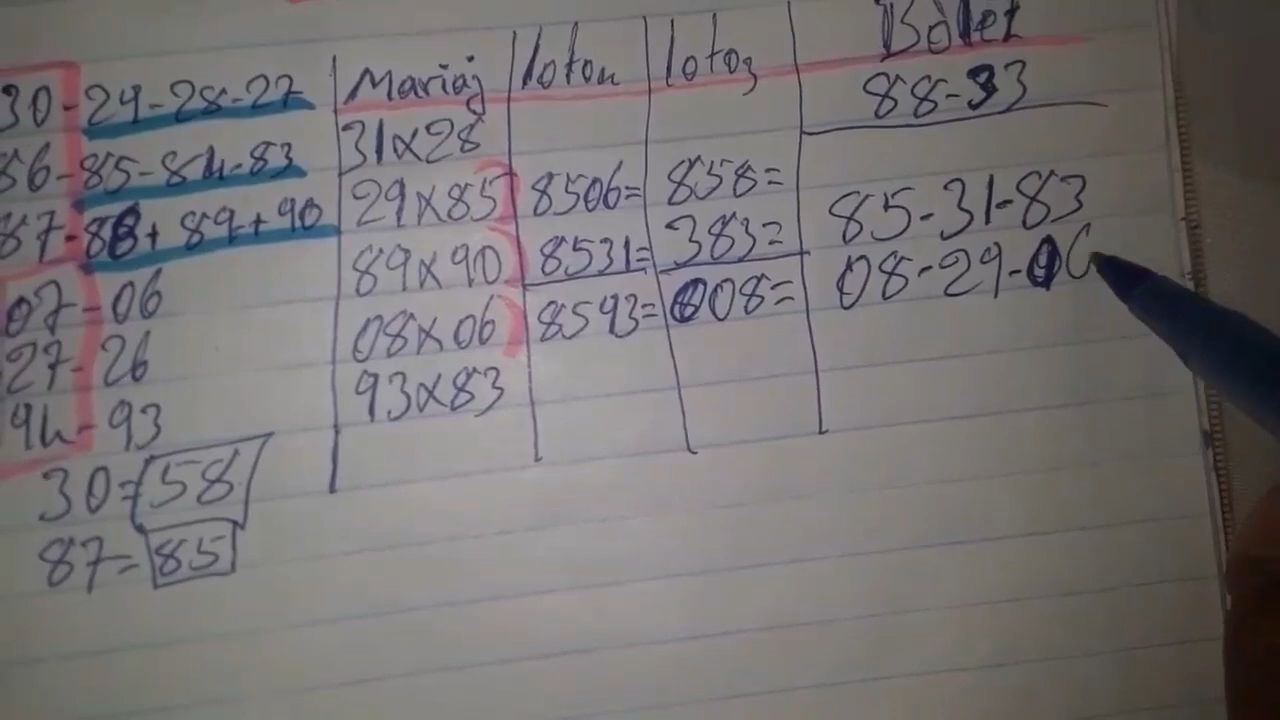 Mariaj loto4 loto3 Bòlet
30-29-28-27 88-33
86-85-84-83 31x28
87-88+89+90 29x85 8506= 858= 85-31-83
07-06 89x90 8531= 383= 08-29-06
27-26 08x06 8593= 008=
94-93 93x83
30=58
87=85